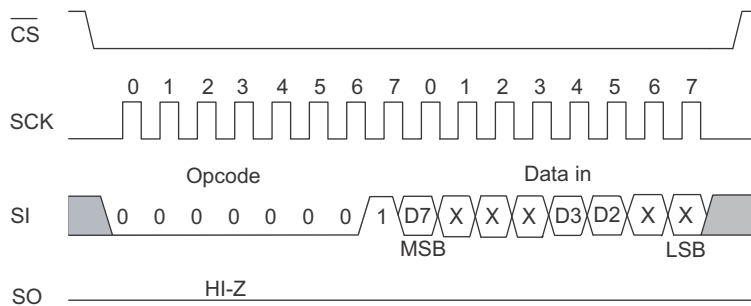 CS
0 1 2 3 4 5 6 7 0 1 2 3 4 5 6 7
SCK
Opcode Data in
SI 0 0 0 0 0 0 0 1 D7 X X X D3 D2 X X
MSB LSB
HI-Z
SO